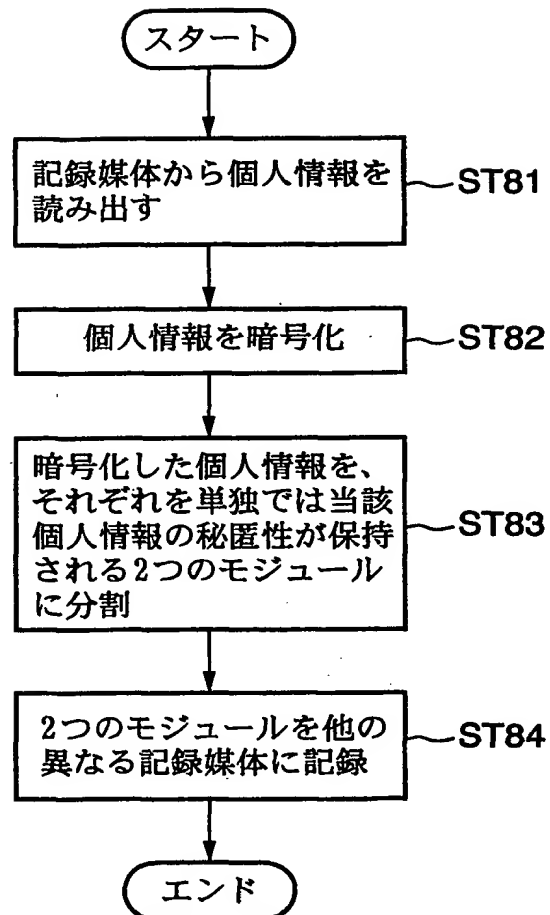 スタート
記録媒体から個人情報を
読み出す
ST81
個人情報を暗号化
ST82
暗号化した個人情報を、
それぞれを単独では当該
個人情報の秘匿性が保持
される2つのモジュール
に分割
ST83
2つのモジュールを他の
異なる記録媒体に記録
ST84
エンド